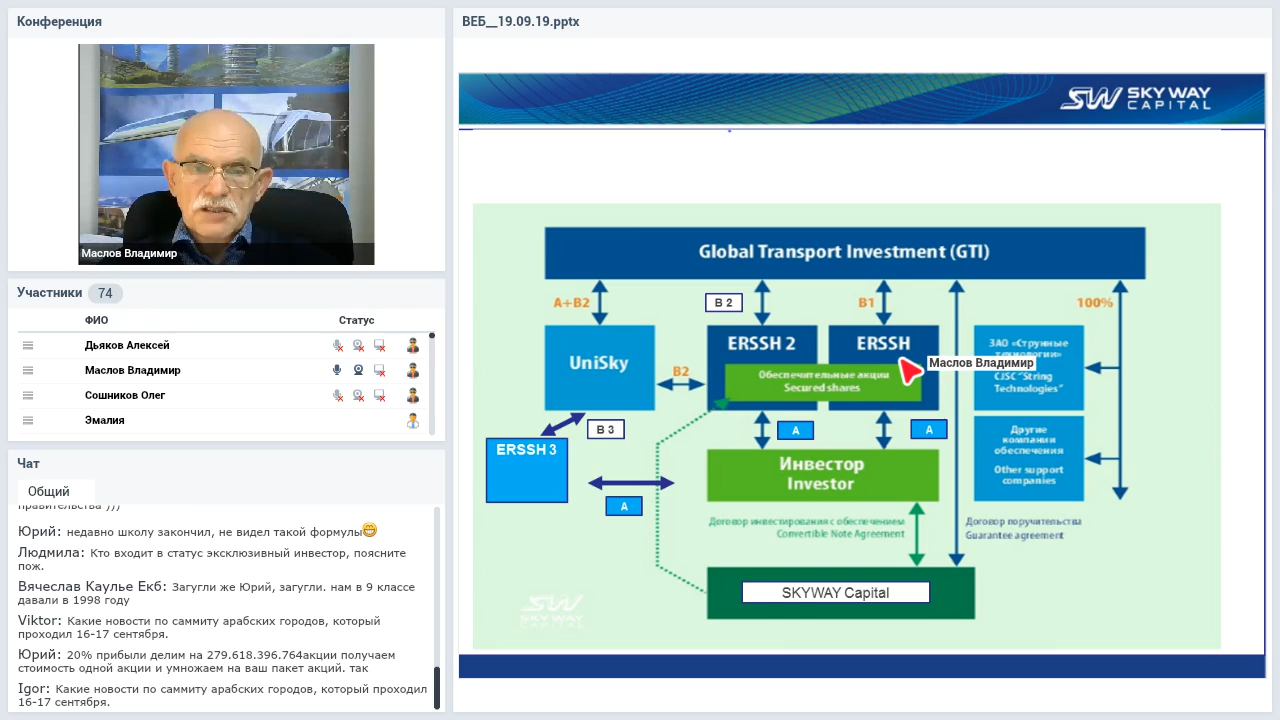 Конференция
Маслов Владимир
Участники 74
ФИО Статус
Дьяков Алексей
Маслов Владимир
Сошников Олег
Эмалия
Чат
Общий
правительства )))
Юрий: недавно школу закончил, не видел такой формулы
Людмила: Кто входит в статус эксклюзивный инвестор, поясните
пож.
Вячеслав Каулье Екб: Загугли же Юрий, загугли. нам в 9 классе
давали в 1998 году
Viktor: Какие новости по саммиту арабских городов, который
проходил 16-17 сентября.
Юрий: 20% прибыли делим на 279.618.396.764акции получаем
стоимость одной акции и умножаем на ваш пакет акций. так
Igor: Какие новости по саммиту арабских городов, который проходил
16-17 сентября.
ВЕБ__19.09.19.pptx
SW SKY WAY
CAPITAL
Global Transport Investment (GTI)
A+B2
B 2
B1
100%
UniSky
B2
ERSSH 2
ERSSH
Обеспечительные акции
Secured shares
Маслов Владимир
ЗАО «Струнные
технологии»
CJSC "String
Technologies"
B 3
A
A
ERSSH 3
A
Инвестор
Investor
Другие
компании
обеспечения
Other support
companies
Договор инвестирования с обеспечением
Convertible Note Agreement
Договор поручительства
Guarantee agreement
SKYWAY Capital
SW
SKY WAY
CAPITAL